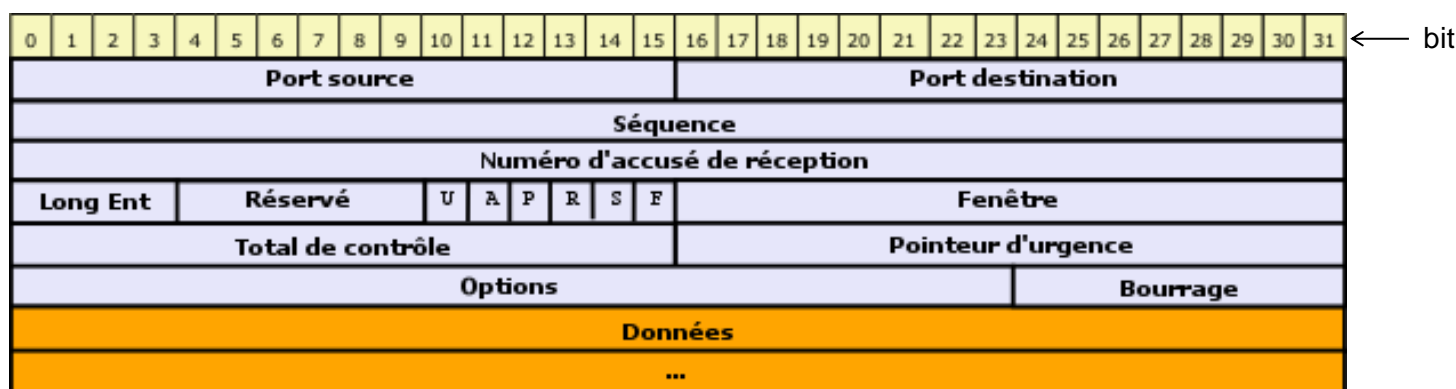 0 1 2 3 4 5 6 7 8 9 10 11 12 13 14 15 16 17 18 19 20 21 22 23 24 25 26 27 28 29 30 31 bit
Port source Port destination
Séquence
Numéro d'accusé de réception
Long Ent Réservé U A P R S F Fenêtre
Total de contrôle Pointeur d'urgence
Options Bourrage
Données
...